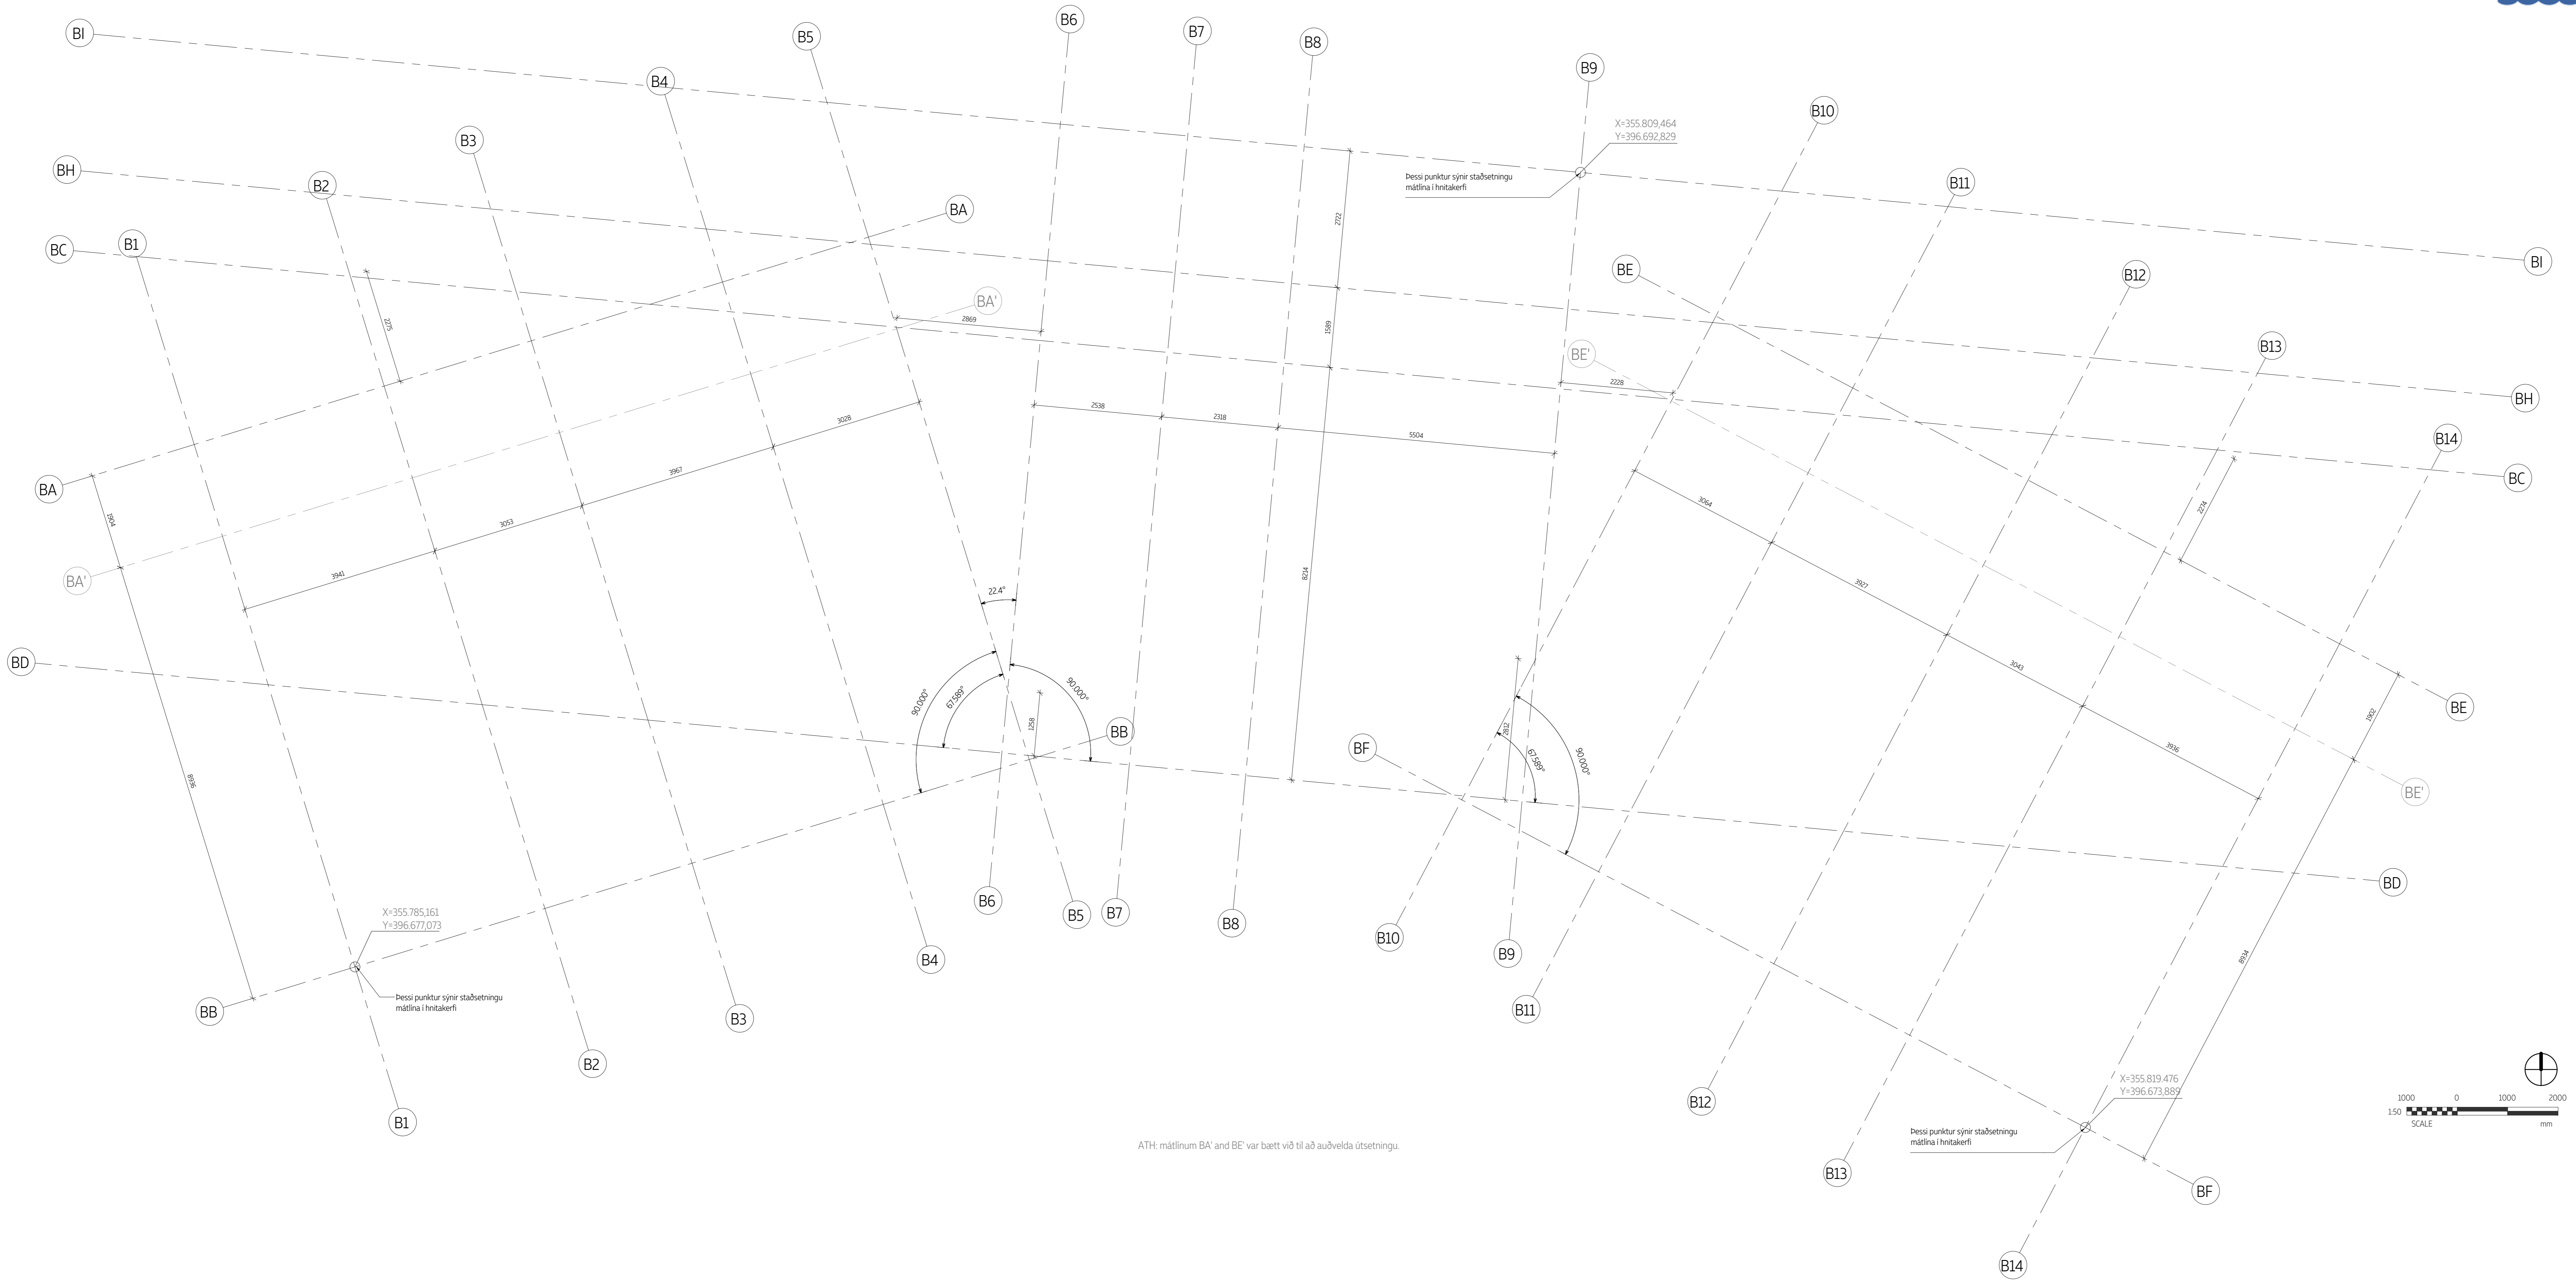 B6
B7
BI
B5
B8
B9
B4
B10
X=355.809,464
Y=396.692,829
B3
BH
Þessi punktur sýnir staðsetningu
mátlína í hnitakerfi
B2
B11
BA
2722
B1
BC
BI
BE
B12
BA'
2869
2275
1589
B13
BE'
2228
BH
2538
2318
5504
3028
B14
3967
BC
BA
3064
3904
3053
2274
3941
8214
BA'
3927
22.4°
BD
3043
90.000°
67.589°
90.000°
BE
1258
2812
1902
BB
BF
67.589°
90.000°
3936
8936
BE'
BD
B6
B5
B7
B8
X=355.785,161
Y=396.677,073
B10
B9
B4
8934
Þessi punktur sýnir staðsetningu
mátlína í hnitakerfi
BB
B11
B3
B2
X=355.819.476
Y=396.673,889
1000 0 1000 2000
1:50
SCALE mm
B12
B1
Þessi punktur sýnir staðsetningu
mátlína í hnitakerfi
ATH: mátlínum BA' and BE' var bætt við til að auðvelda útsetningu.
B13
BF
B14